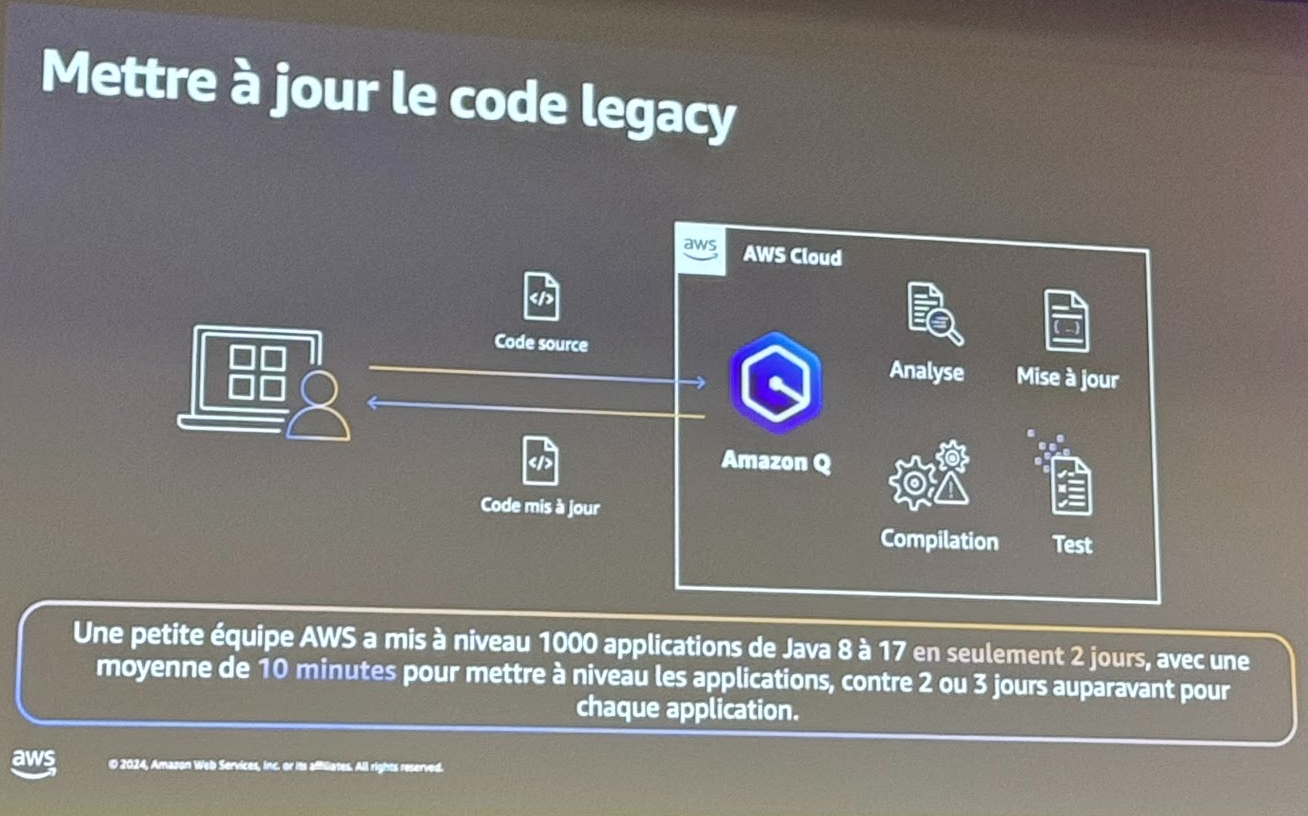 Mettre à jour le code legacy
aws
AWS Cloud
</>
Code source
Analyse
{...}
Mise à jour
Amazon Q
</>
Code mis à jour
Compilation
Test
Une petite équipe AWS a mis à niveau 1000 applications de Java 8 à 17 en seulement 2 jours, avec une
moyenne de 10 minutes pour mettre à niveau les applications, contre 2 ou 3 jours auparavant pour
chaque application.
aws
© 2024, Amazon Web Services, Inc. or its affiliates. All rights reserved.